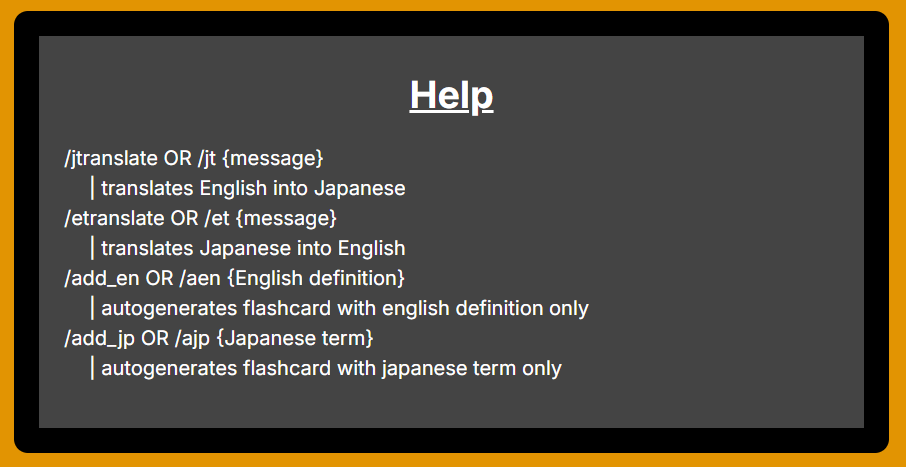 Help
/jtranslate OR /jt {message}
| translates English into Japanese
/etranslate OR /et {message}
| translates Japanese into English
/add_en OR /aen {English definition}
| autogenerates flashcard with english definition only
/add_jp OR /ajp {Japanese term}
| autogenerates flashcard with japanese term only